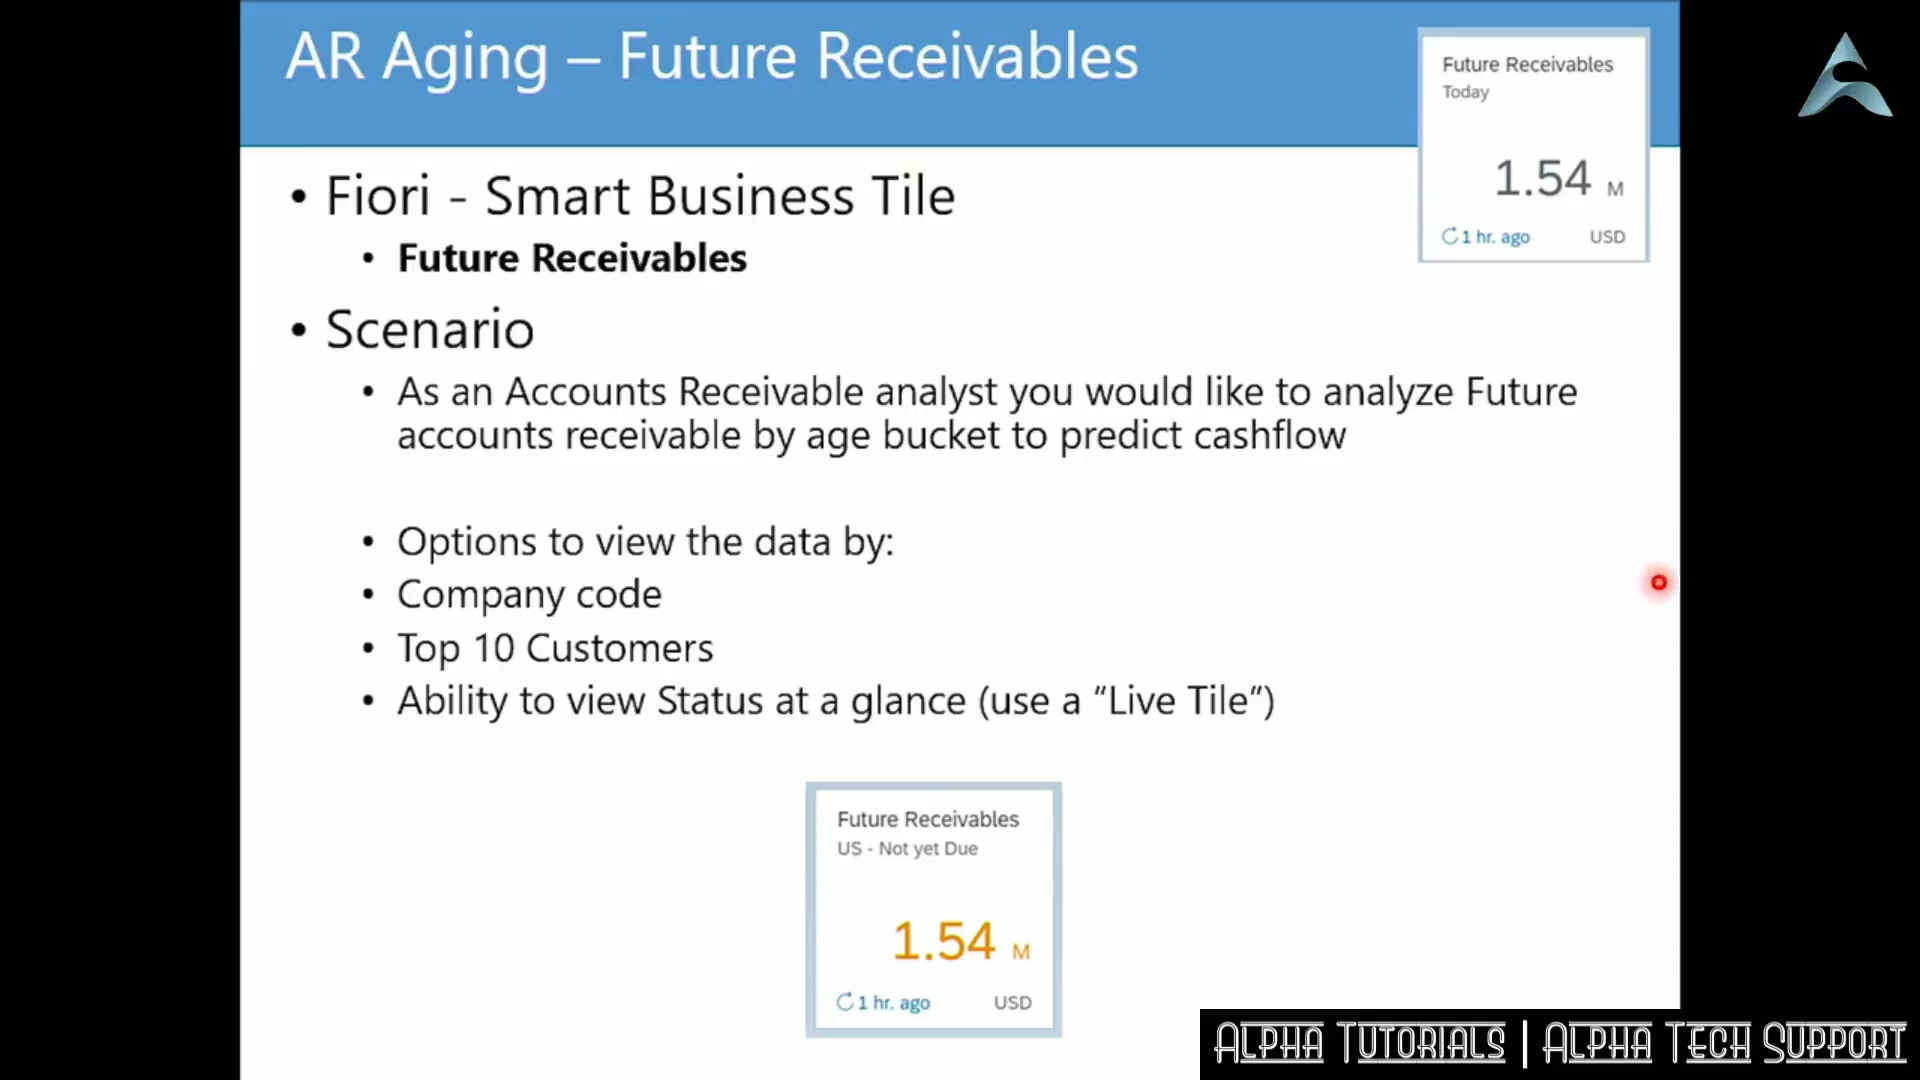 AR Aging – Future Receivables
Future Receivables
Today
1.54 M
1 hr. ago USD
• Fiori - Smart Business Tile
• Future Receivables
• Scenario
• As an Accounts Receivable analyst you would like to analyze Future
accounts receivable by age bucket to predict cashflow
• Options to view the data by:
• Company code
• Top 10 Customers
• Ability to view Status at a glance (use a “Live Tile”)
Future Receivables
US - Not yet Due
1.54 M
1 hr. ago USD
Alpha Tutorials | Alpha Tech Support